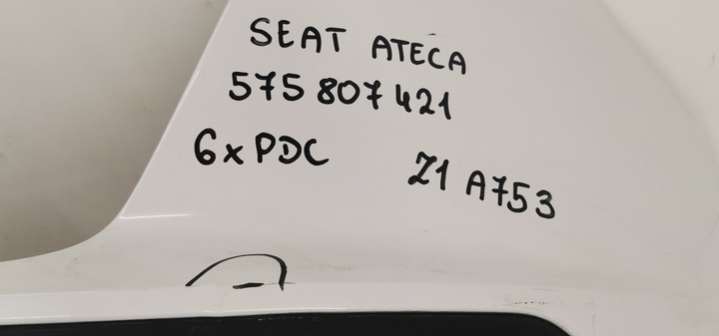 SEAT ATECA
575 807 421
6xPDC Z1 A753